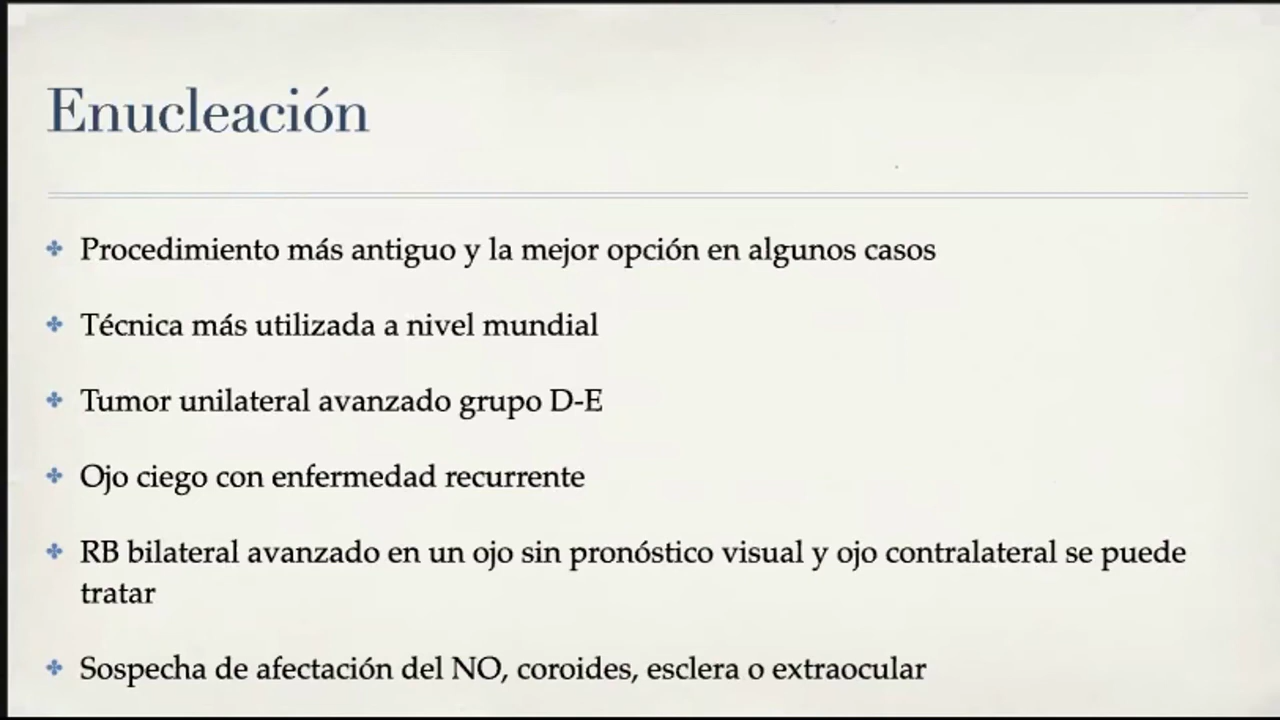 Enucleación
Procedimiento más antiguo y la mejor opción en algunos casos
Técnica más utilizada a nivel mundial
Tumor unilateral avanzado grupo D-E
Ojo ciego con enfermedad recurrente
RB bilateral avanzado en un ojo sin pronóstico visual y ojo contralateral se puede
tratar
Sospecha de afectación del NO, coroides, esclera o extraocular